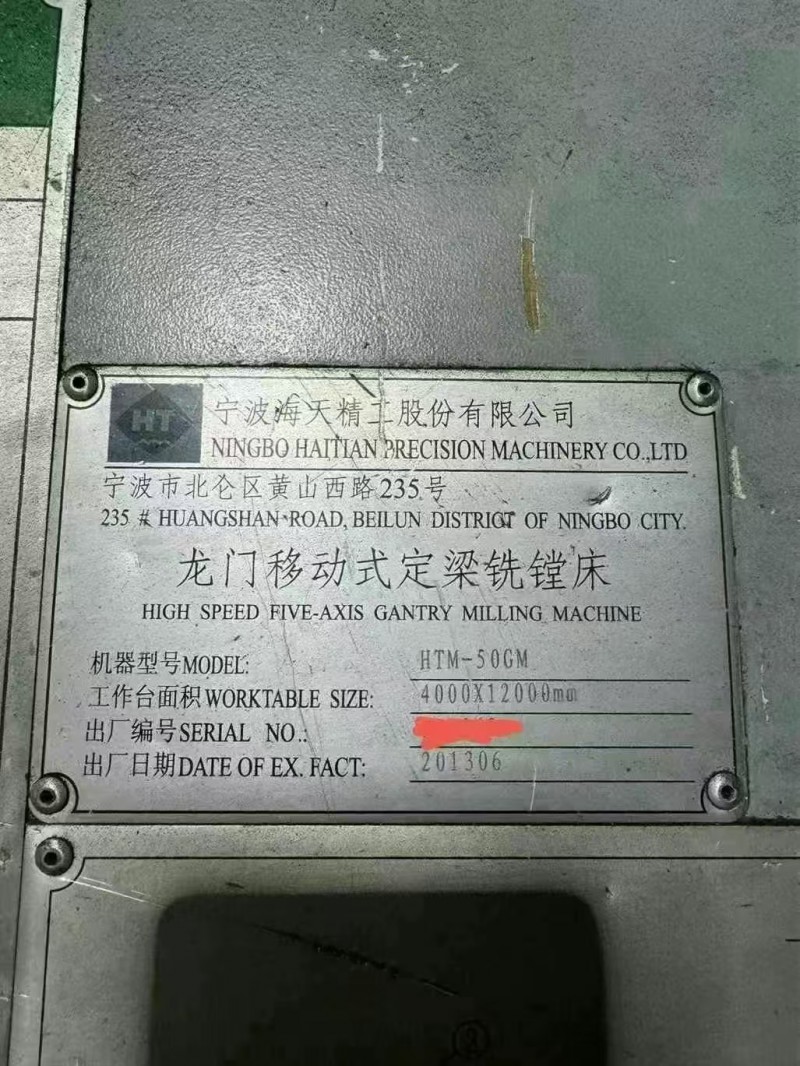 HT
宁波海天精工股份有限公司
NINGBO HAITIAN PRECISION MACHINERY CO.,LTD
宁波市北仑区黄山西路235号
235 # HUANGSHAN ROAD, BEILUN DISTRICT OF NINGBO CITY.
龙门移动式定梁铣镗床
HIGH SPEED FIVE-AXIS GANTRY MILLING MACHINE
机器型号MODEL: HTM-50GM
工作台面积WORKTABLE SIZE: 4000X12000mm
出厂编号SERIAL NO.:
出厂日期DATE OF EX. FACT: 201306